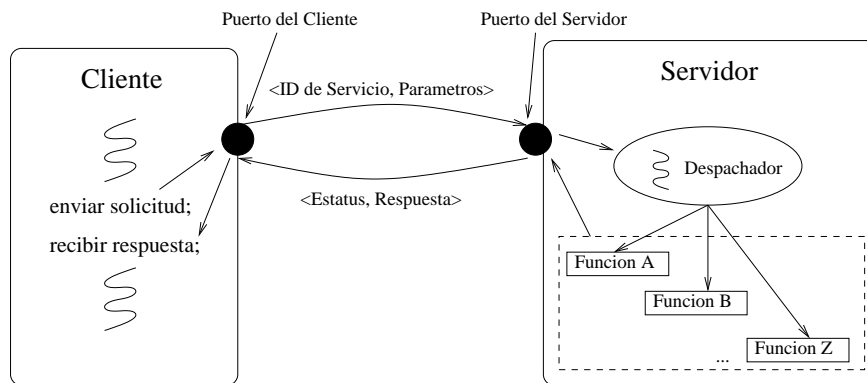 Puerto del Cliente
Puerto del Servidor
Cliente
Servidor
<ID de Servicio, Parametros>
Despachador
<Estatus, Respuesta>
enviar solicitud;
recibir respuesta;
Funcion A
Funcion B
...
Funcion Z